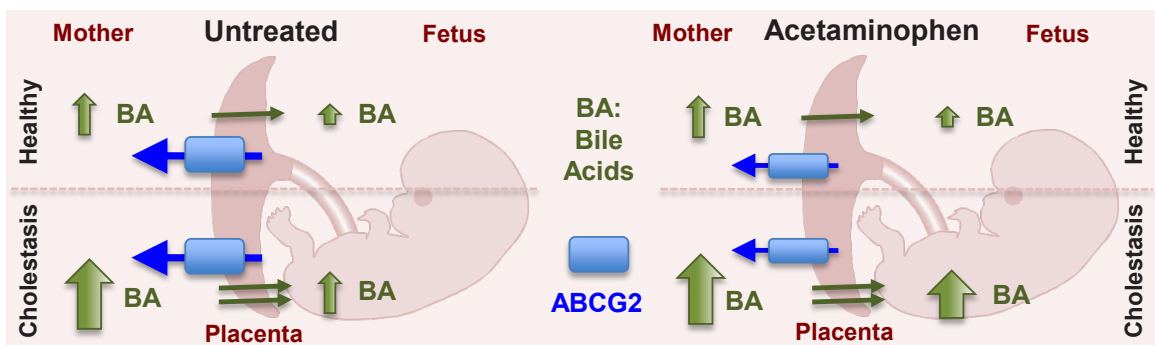 Mother Untreated Fetus
Healthy
BA
BA
Cholestasis
BA
BA
Placenta
BA:
Bile
Acids
ABCG2
Mother Acetaminophen Fetus
BA
BA
Healthy
BA
BA
Cholestasis
Placenta